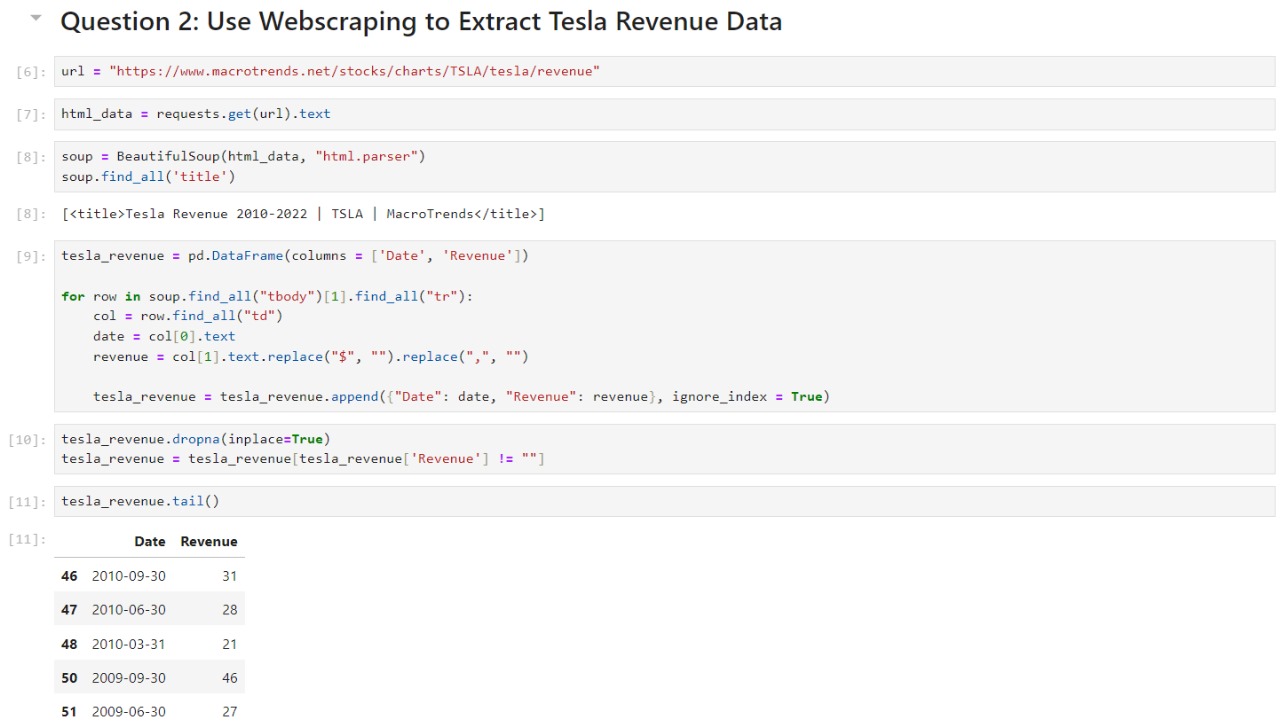 Question 2: Use Webscraping to Extract Tesla Revenue Data
[6]: url = "https://www.macrotrends.net/stocks/charts/TSLA/tesla/revenue"
[7]: html_data = requests.get(url).text
[8]: soup = BeautifulSoup(html_data, "html.parser")
soup.find_all('title')
[8]: [<title>Tesla Revenue 2010-2022 | TSLA | MacroTrends</title>]
[9]: tesla_revenue = pd.DataFrame(columns = ['Date', 'Revenue'])
for row in soup.find_all("tbody")[1].find_all("tr"):
    col = row.find_all("td")
    date = col[0].text
    revenue = col[1].text.replace("$", "").replace(",", "")
    tesla_revenue = tesla_revenue.append({"Date": date, "Revenue": revenue}, ignore_index = True)
[10]: tesla_revenue.dropna(inplace=True)
tesla_revenue = tesla_revenue[tesla_revenue['Revenue'] != ""]
[11]: tesla_revenue.tail()
[11]: Date Revenue
46 2010-09-30 31
47 2010-06-30 28
48 2010-03-31 21
50 2009-09-30 46
51 2009-06-30 27